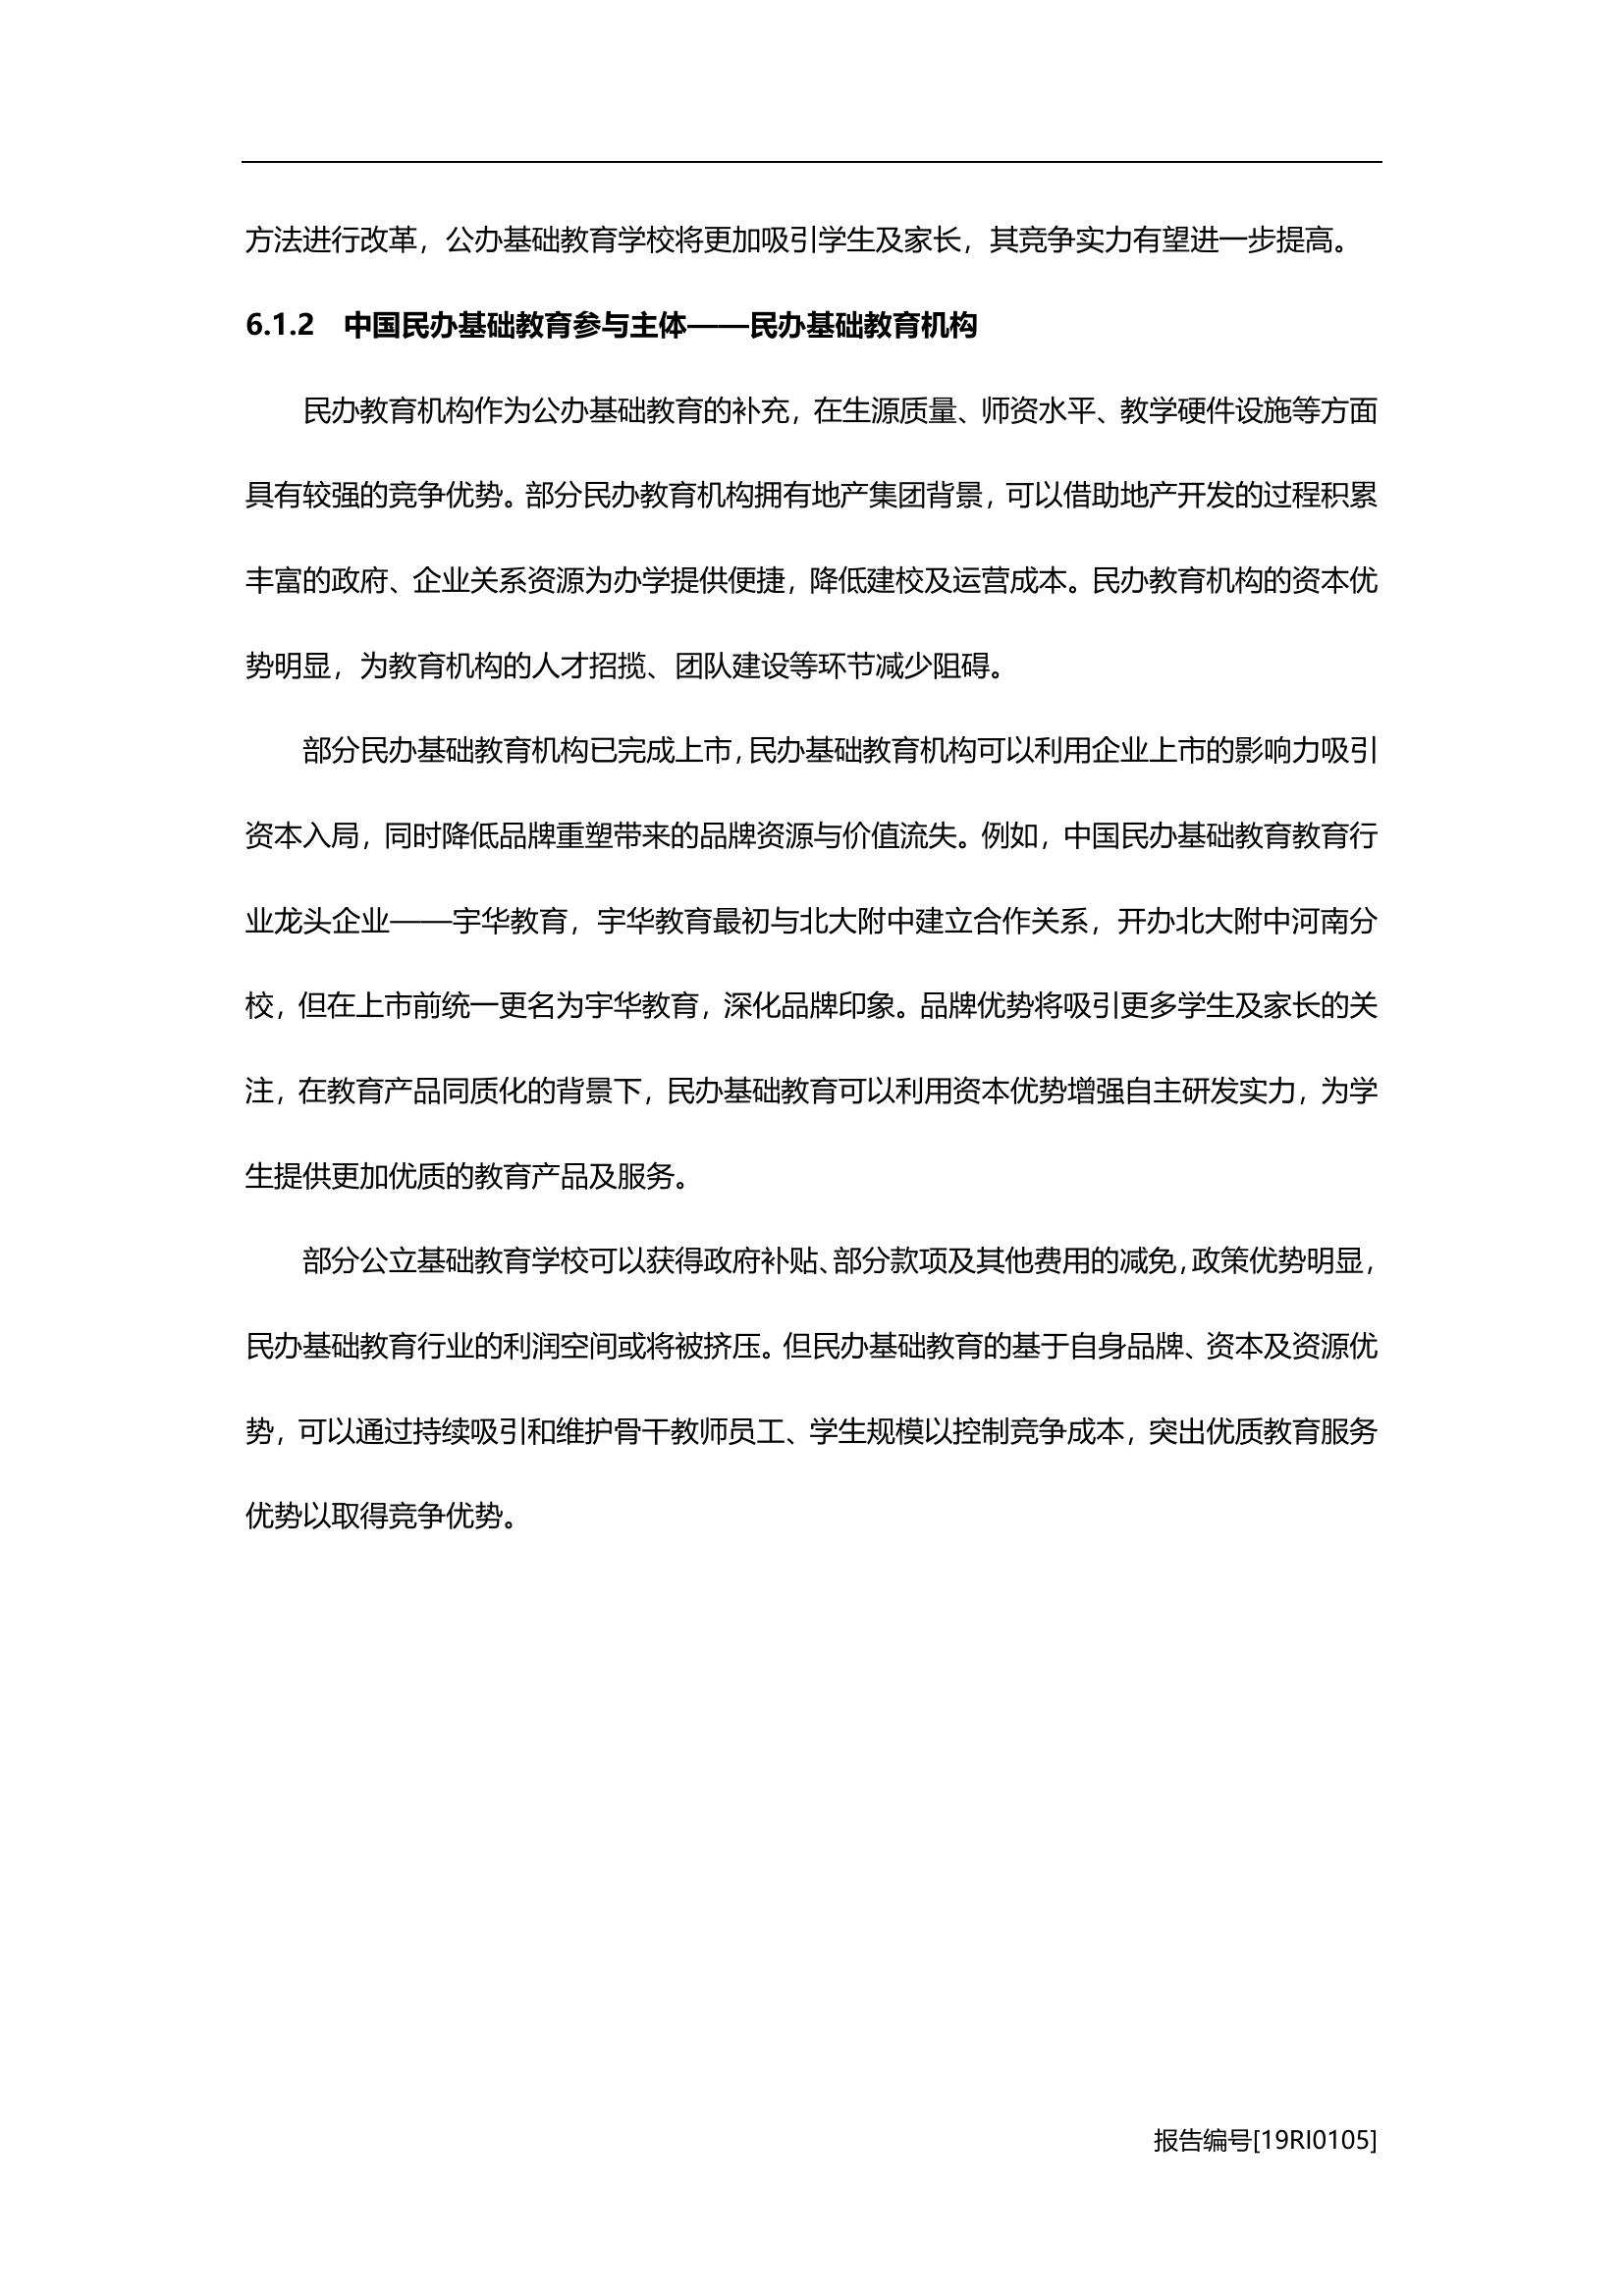 方法进行改革，公办基础教育学校将更加吸引学生及家长，其竞争实力有望进一步提高。
6.1.2 中国民办基础教育参与主体——民办基础教育机构
民办教育机构作为公办基础教育的补充，在生源质量、师资水平、教学硬件设施等方面
具有较强的竞争优势。部分民办教育机构拥有地产集团背景，可以借助地产开发的过程积累
丰富的政府、企业关系资源为办学提供便捷，降低建校及运营成本。民办教育机构的资本优
势明显，为教育机构的人才招揽、团队建设等环节减少阻碍。
部分民办基础教育机构已完成上市，民办基础教育机构可以利用企业上市的影响力吸引
资本入局，同时降低品牌重塑带来的品牌资源与价值流失。例如，中国民办基础教育教育行
业龙头企业——宇华教育，宇华教育最初与北大附中建立合作关系，开办北大附中河南分
校，但在上市前统一更名为宇华教育，深化品牌印象。品牌优势将吸引更多学生及家长的关
注，在教育产品同质化的背景下，民办基础教育可以利用资本优势增强自主研发实力，为学
生提供更加优质的教育产品及服务。
部分公立基础教育学校可以获得政府补贴、部分款项及其他费用的减免，政策优势明显，
民办基础教育行业的利润空间或将被挤压。但民办基础教育的基于自身品牌、资本及资源优
势，可以通过持续吸引和维护骨干教师员工、学生规模以控制竞争成本，突出优质教育服务
优势以取得竞争优势。
报告编号[19RI0105]